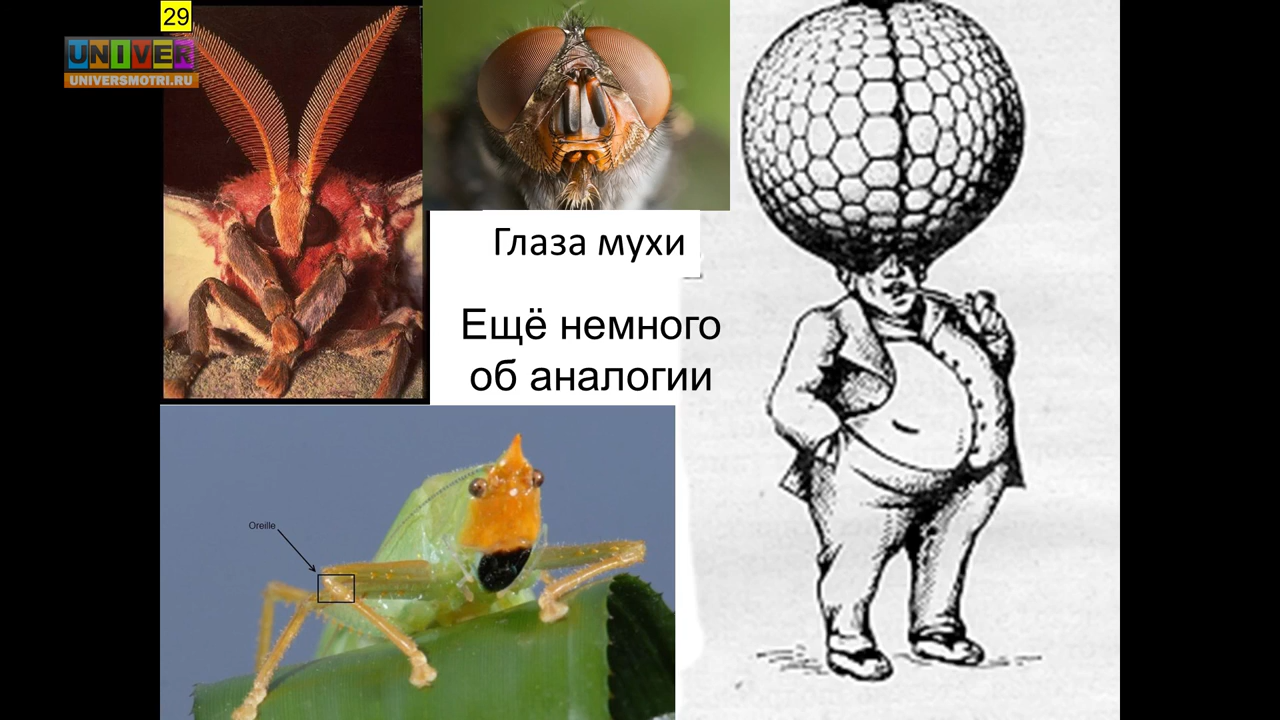 29
UNIVER
UNIVERSMOTRI.RU
Глаза мухи
Ещё немного
об аналогии
Oreille